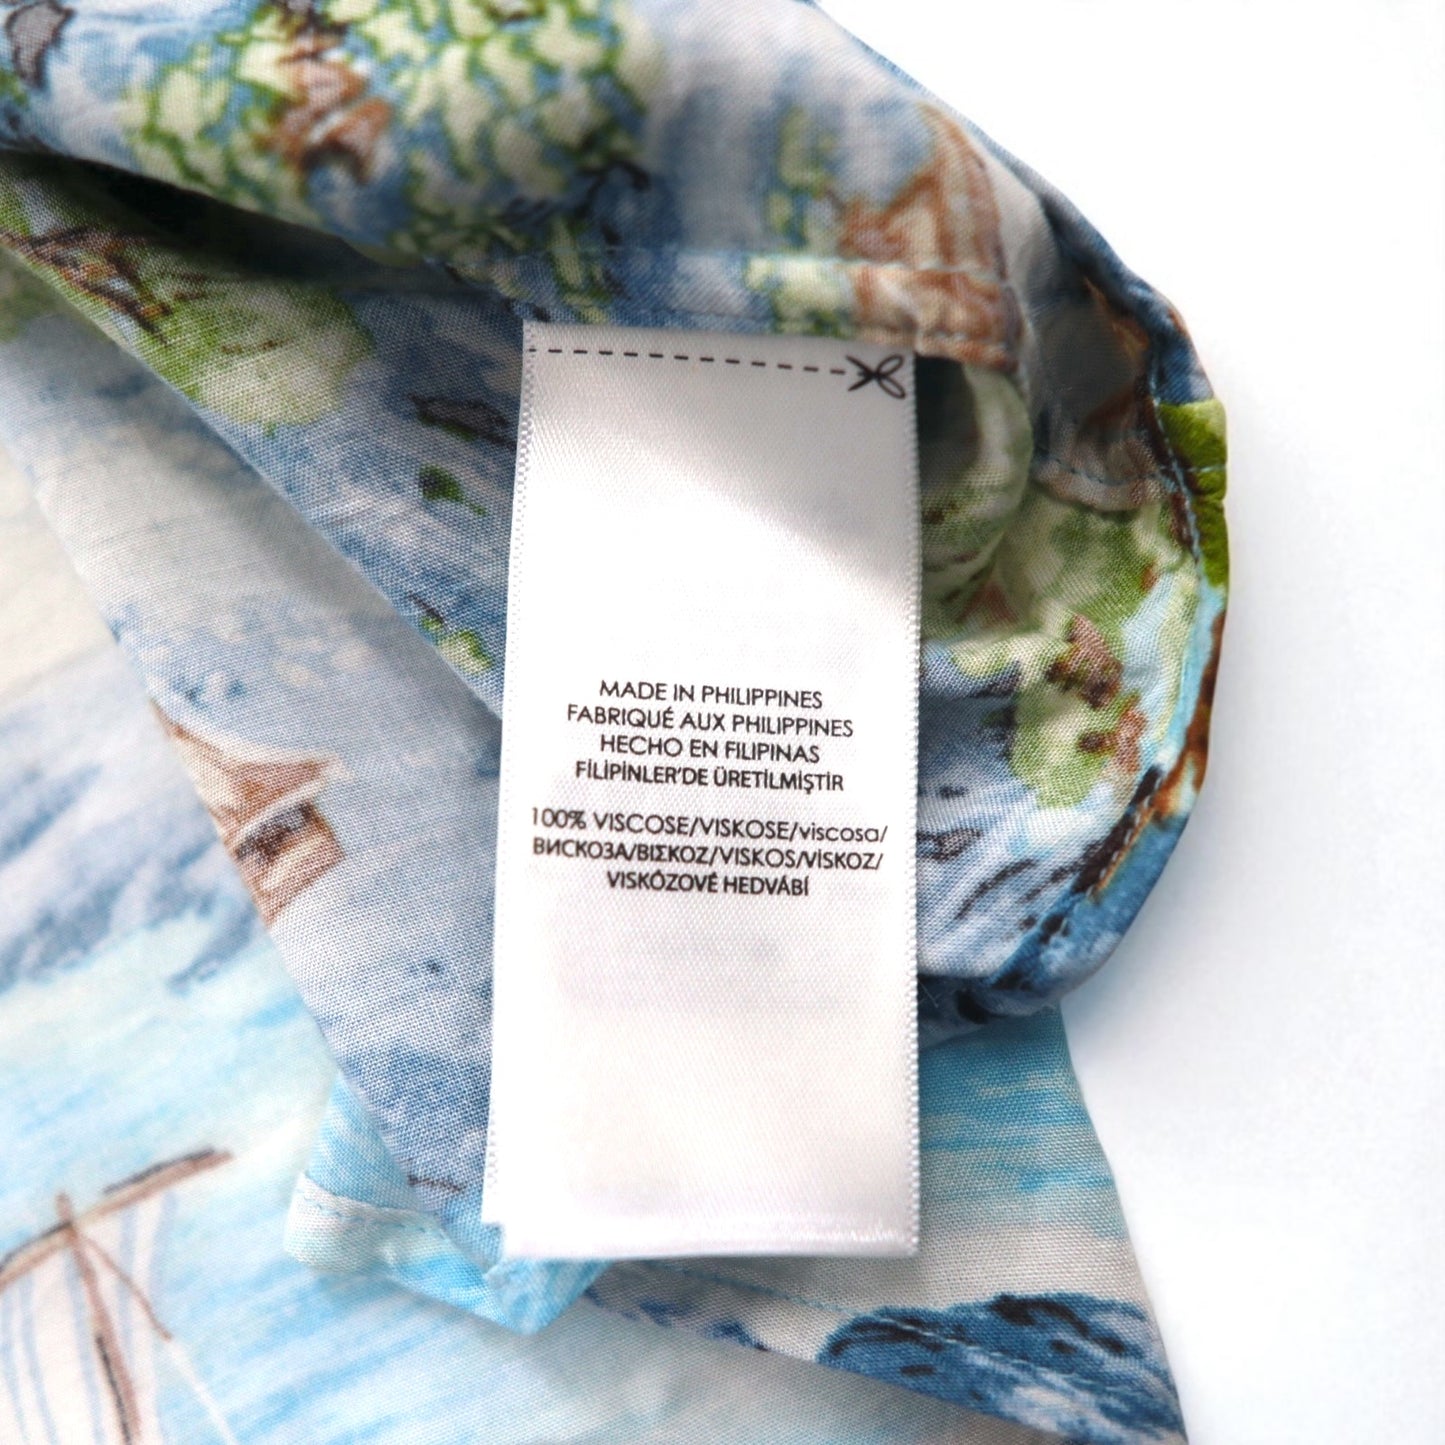 MADE IN PHILIPPINES
FABRIQUÉ AUX PHILIPPINES
HECHO EN FILIPINAS
FİLİPİNLER'DE ÜRETİLMİŞTİR
100% VISCOSE/VISKOSE/viscosa/
ВИСКОЗА/ΒΙΣΚΟΖ/VISKOS/VİSKOZ/
VISKÓZOVÉ HEDVÁBÍ